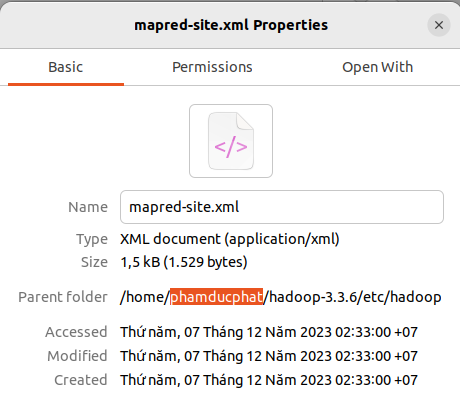 mapred-site.xml Properties
Basic Permissions Open With
</>
Name mapred-site.xml
Type XML document (application/xml)
Size 1,5 kB (1.529 bytes)
Parent folder /home/phamducphat/hadoop-3.3.6/etc/hadoop
Accessed Thứ năm, 07 Tháng 12 Năm 2023 02:33:00 +07
Modified Thứ năm, 07 Tháng 12 Năm 2023 02:33:00 +07
Created Thứ năm, 07 Tháng 12 Năm 2023 02:33:00 +07